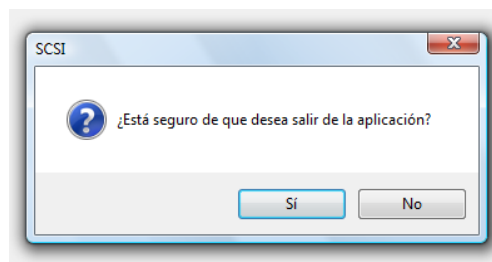 SCSI
¿Está seguro de que desea salir de la aplicación?
Sí
No